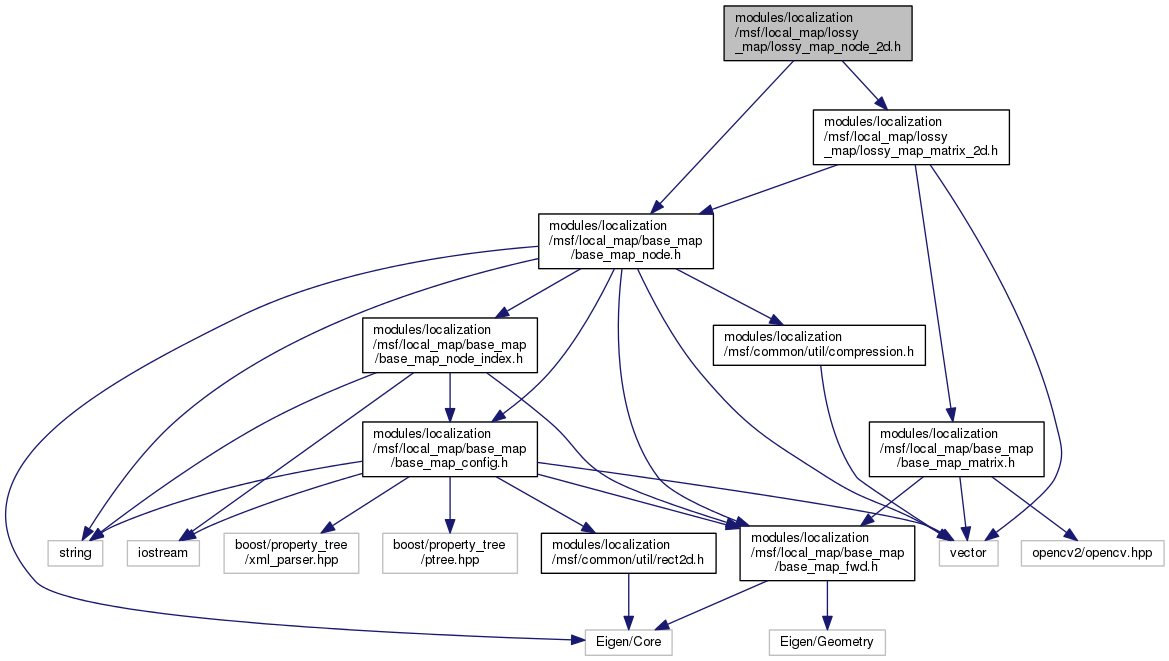 modules/localization
/msf/local_map/lossy
_map/lossy_map_node_2d.h
modules/localization
/msf/local_map/lossy
_map/lossy_map_matrix_2d.h
modules/localization
/msf/local_map/base_map
/base_map_node.h
modules/localization
/msf/local_map/base_map
/base_map_node_index.h
modules/localization
/msf/common/util/compression.h
modules/localization
/msf/local_map/base_map
/base_map_config.h
modules/localization
/msf/local_map/base_map
/base_map_matrix.h
string
iostream
boost/property_tree
/xml_parser.hpp
boost/property_tree
/ptree.hpp
modules/localization
/msf/common/util/rect2d.h
modules/localization
/msf/local_map/base_map
/base_map_fwd.h
vector
opencv2/opencv.hpp
Eigen/Core
Eigen/Geometry